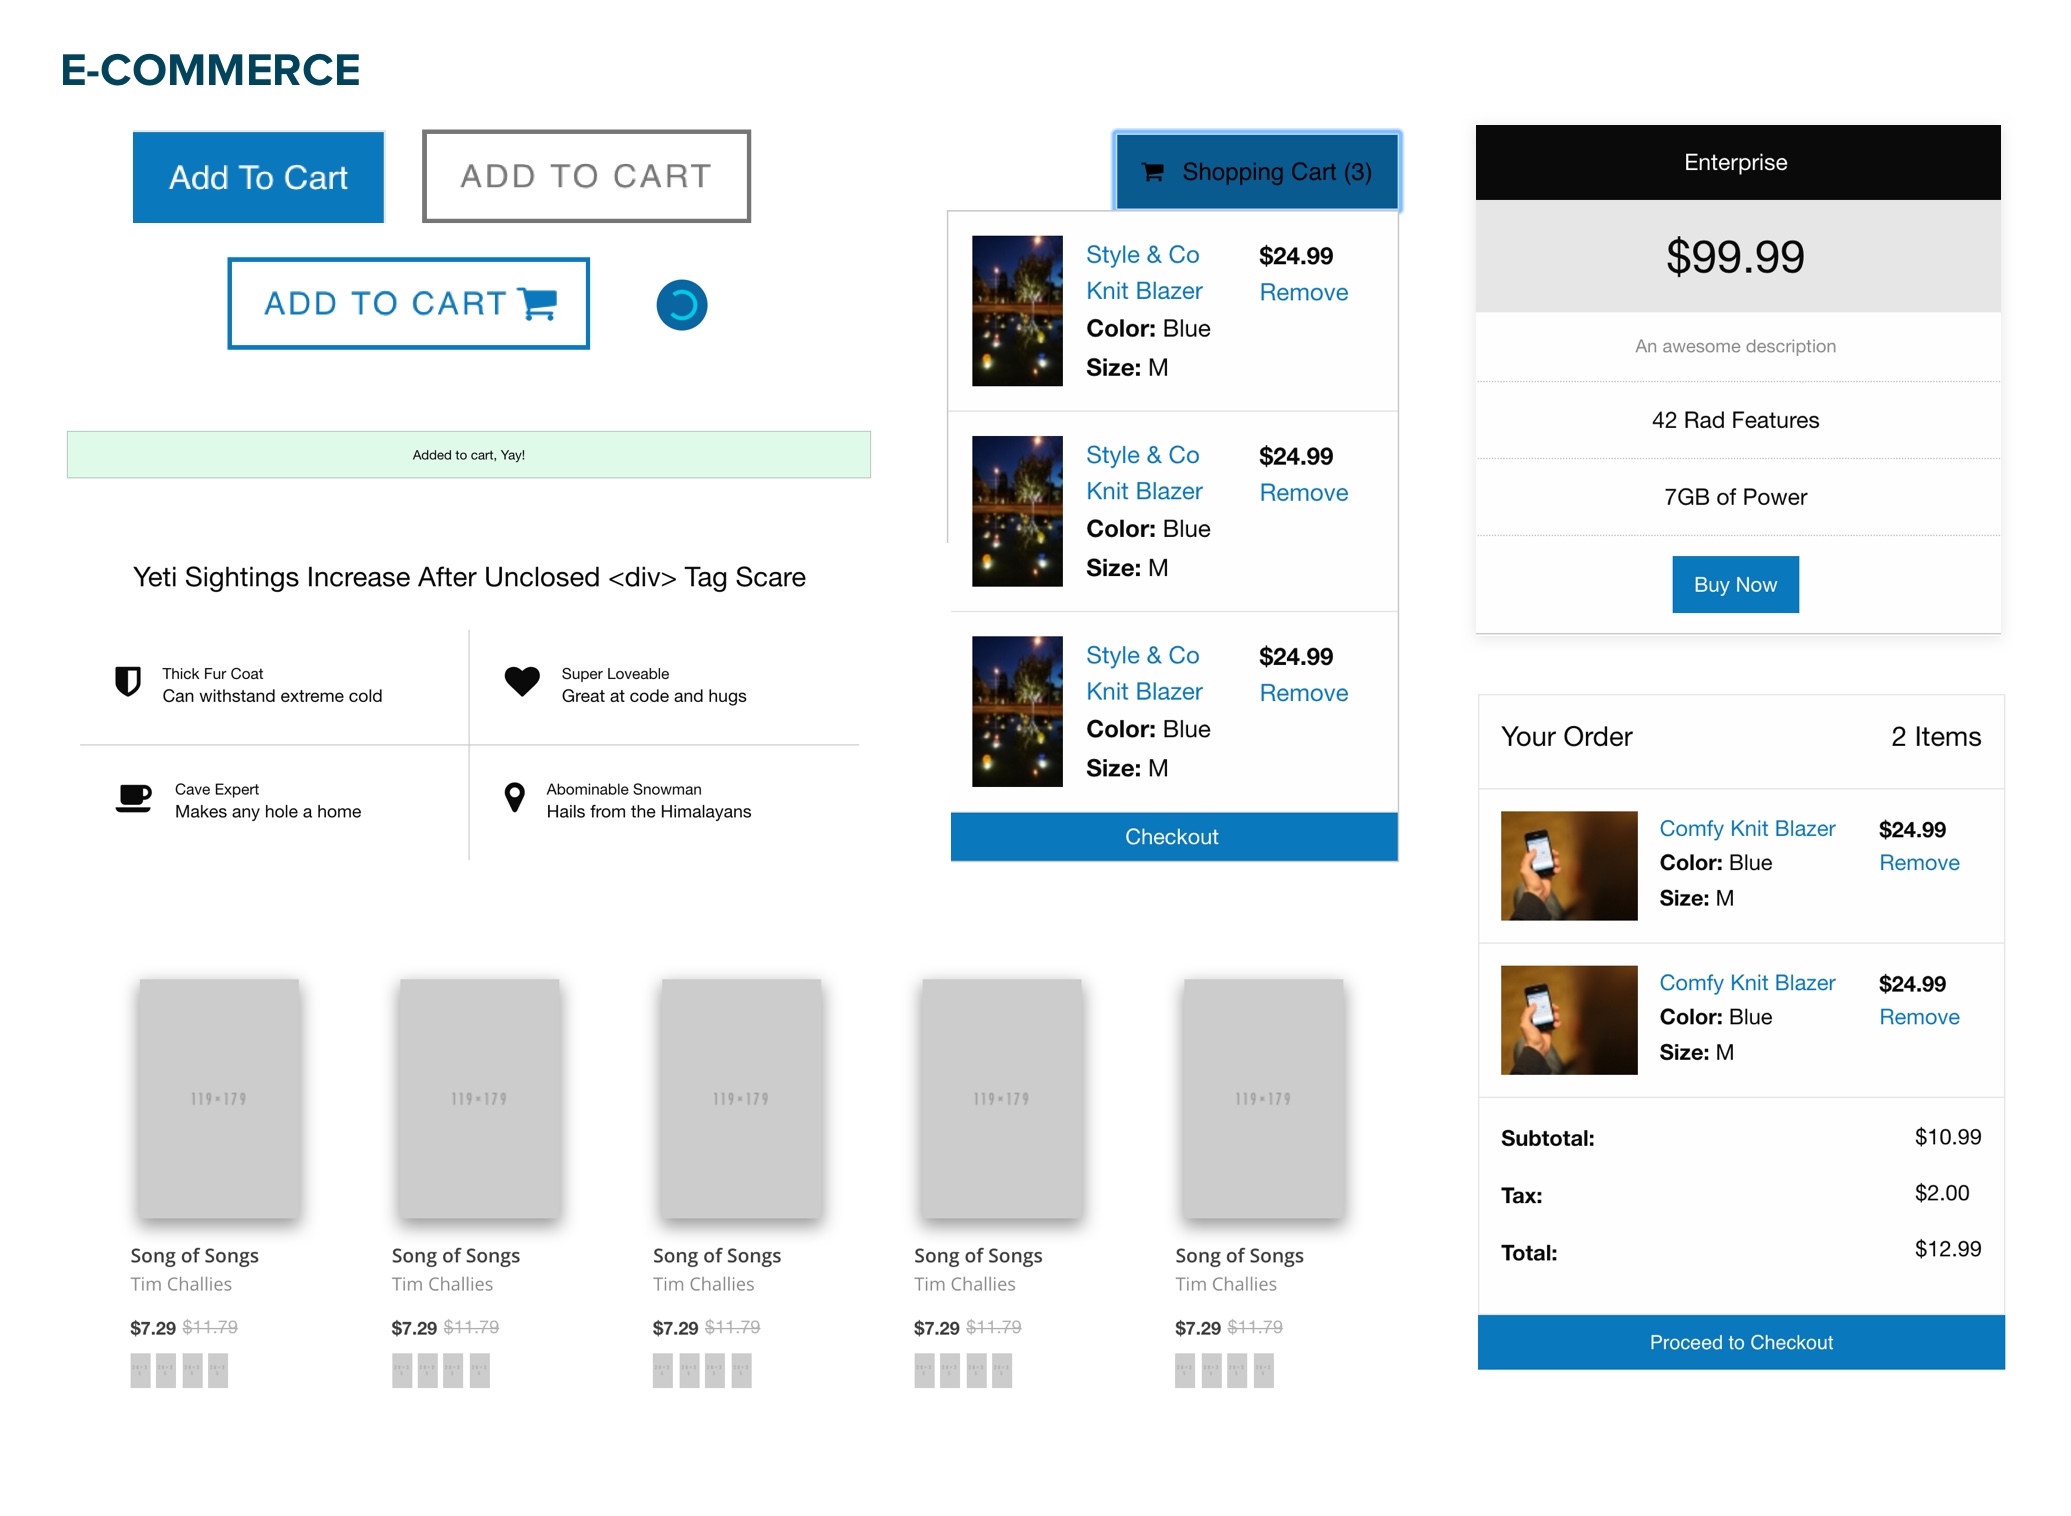 E-COMMERCE
Add To Cart
ADD TO CART
ADD TO CART
Added to cart, Yay!
Yeti Sightings Increase After Unclosed <div> Tag Scare
Thick Fur Coat
Can withstand extreme cold
Super Loveable
Great at code and hugs
Cave Expert
Makes any hole a home
Abominable Snowman
Hails from the Himalayans
Shopping Cart (3)
Style & Co
Knit Blazer
Color: Blue
Size: M
$24.99
Remove
Style & Co
Knit Blazer
Color: Blue
Size: M
$24.99
Remove
Style & Co
Knit Blazer
Color: Blue
Size: M
$24.99
Remove
Checkout
Enterprise
$99.99
An awesome description
42 Rad Features
7GB of Power
Buy Now
Your Order 2 Items
Comfy Knit Blazer
Color: Blue
Size: M
$24.99
Remove
Comfy Knit Blazer
Color: Blue
Size: M
$24.99
Remove
Subtotal: $10.99
Tax: $2.00
Total: $12.99
Proceed to Checkout
119×179
Song of Songs
Tim Challies
$7.29 $11.79
119×179
Song of Songs
Tim Challies
$7.29 $11.79
119×179
Song of Songs
Tim Challies
$7.29 $11.79
119×179
Song of Songs
Tim Challies
$7.29 $11.79
119×179
Song of Songs
Tim Challies
$7.29 $11.79